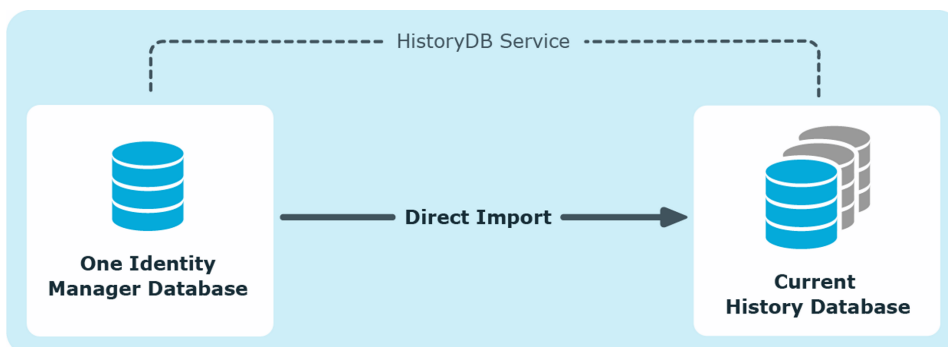 HistoryDB Service
Direct Import
One Identity
Manager Database
Current
History Database